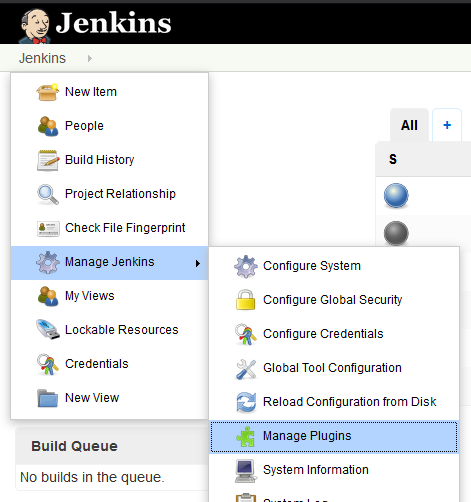 Jenkins
Jenkins
New Item
People
Build History
Project Relationship
Check File Fingerprint
Manage Jenkins
My Views
Lockable Resources
Credentials
New View
All +
S
Configure System
Configure Global Security
Configure Credentials
Global Tool Configuration
Reload Configuration from Disk
Manage Plugins
System Information
System Log
Build Queue
No builds in the queue.